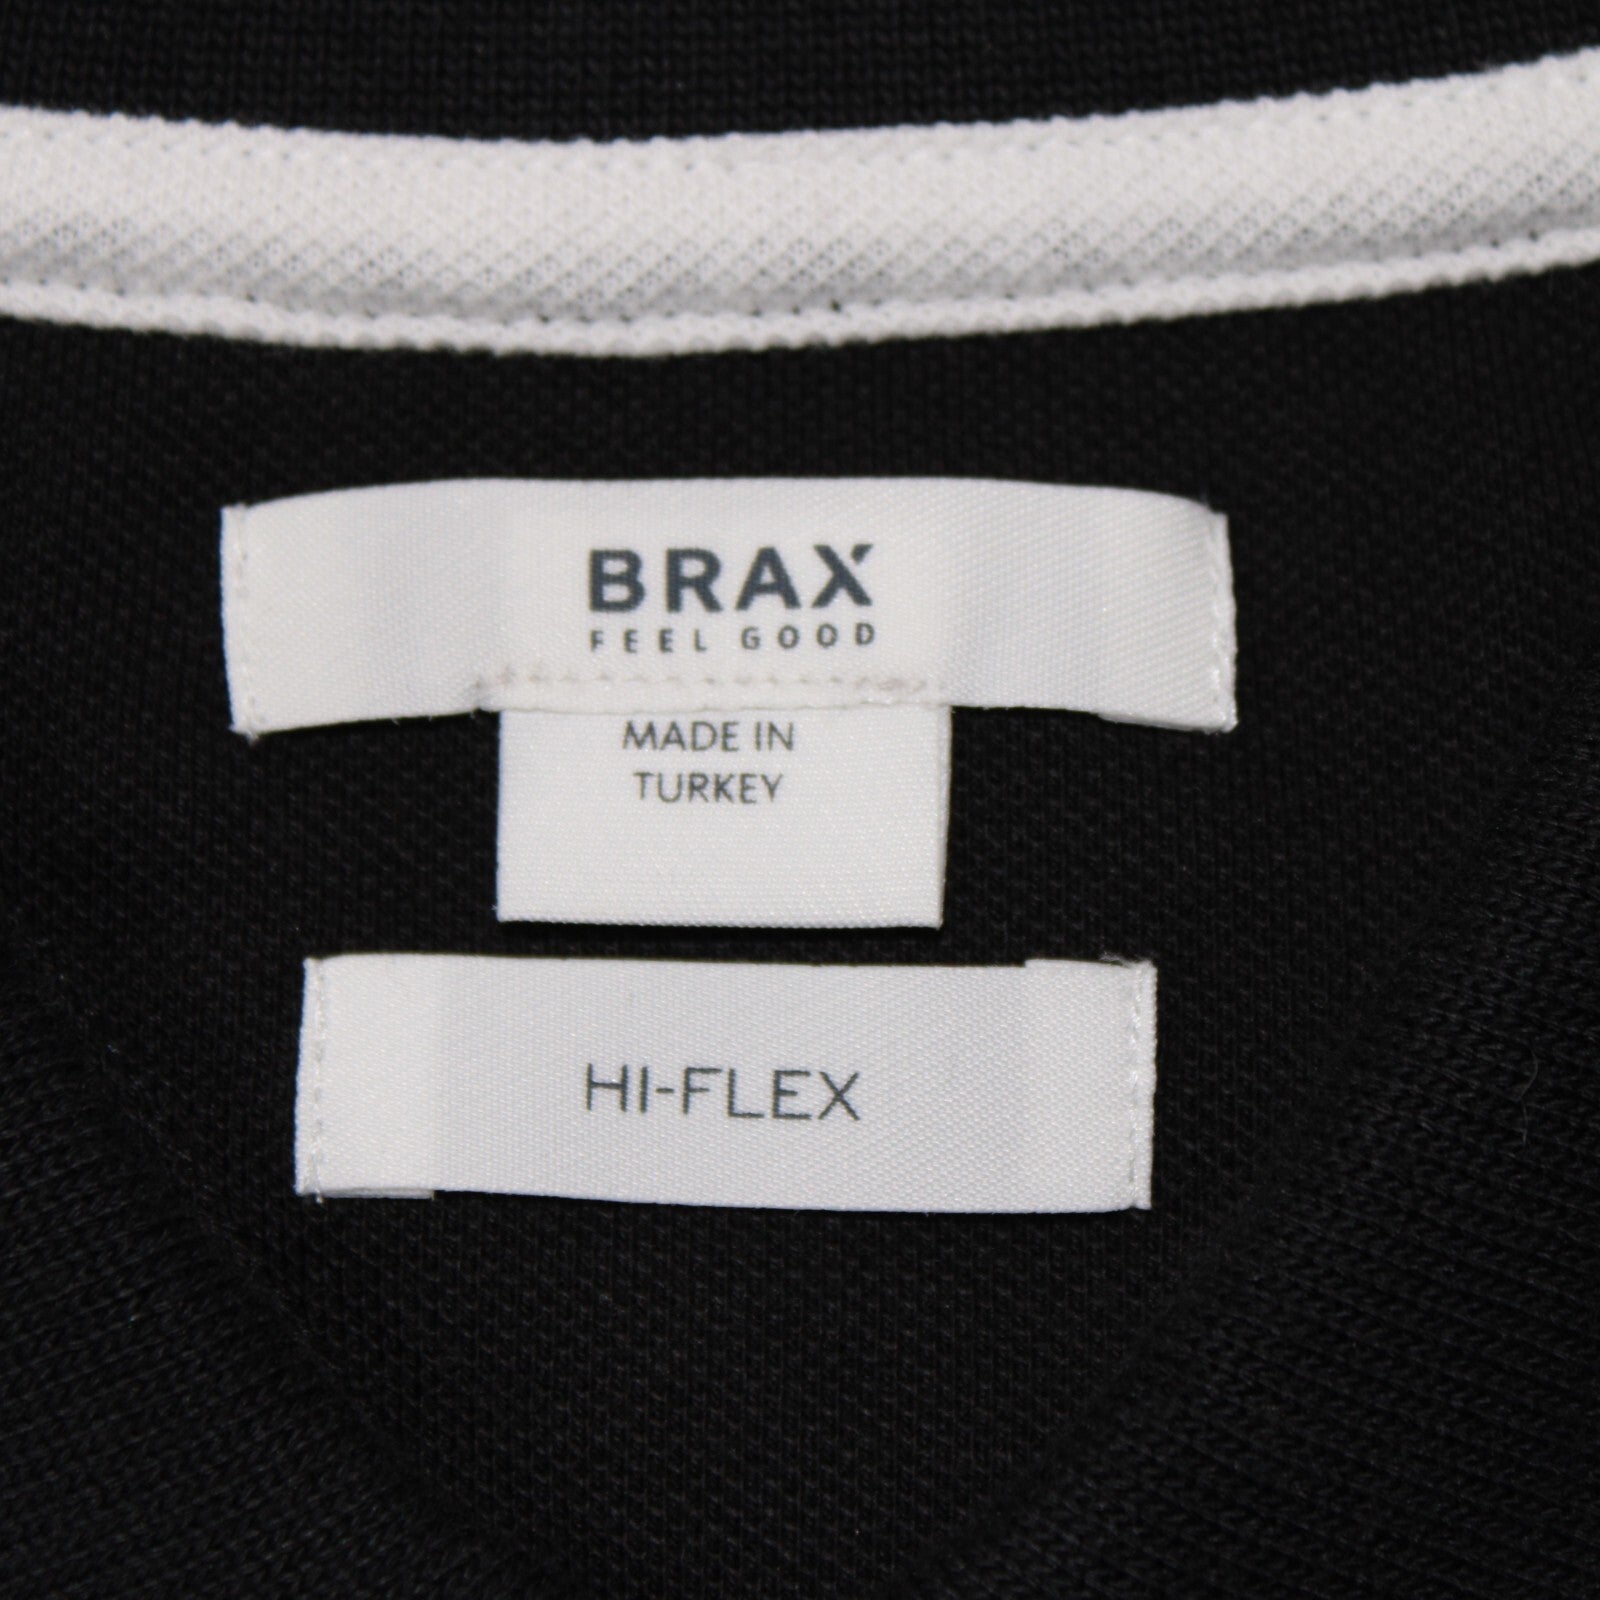 BRAX
FEEL GOOD
MADE IN
TURKEY
HI-FLEX